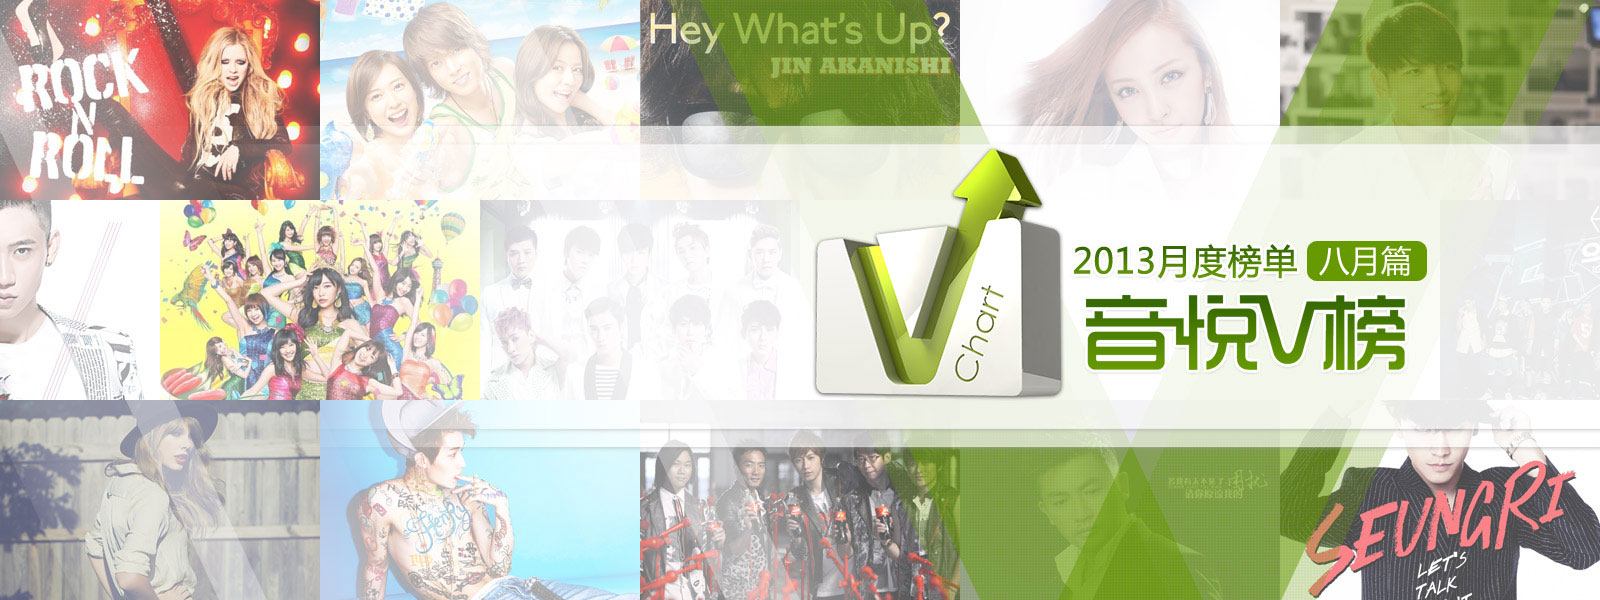 ROCK
N
ROLL
Hey What's Up?
JIN AKANISHI
V
Chart
2013月度榜单 八月篇
音悦V榜
Henry
SEUNGRI
LET'S
TALK